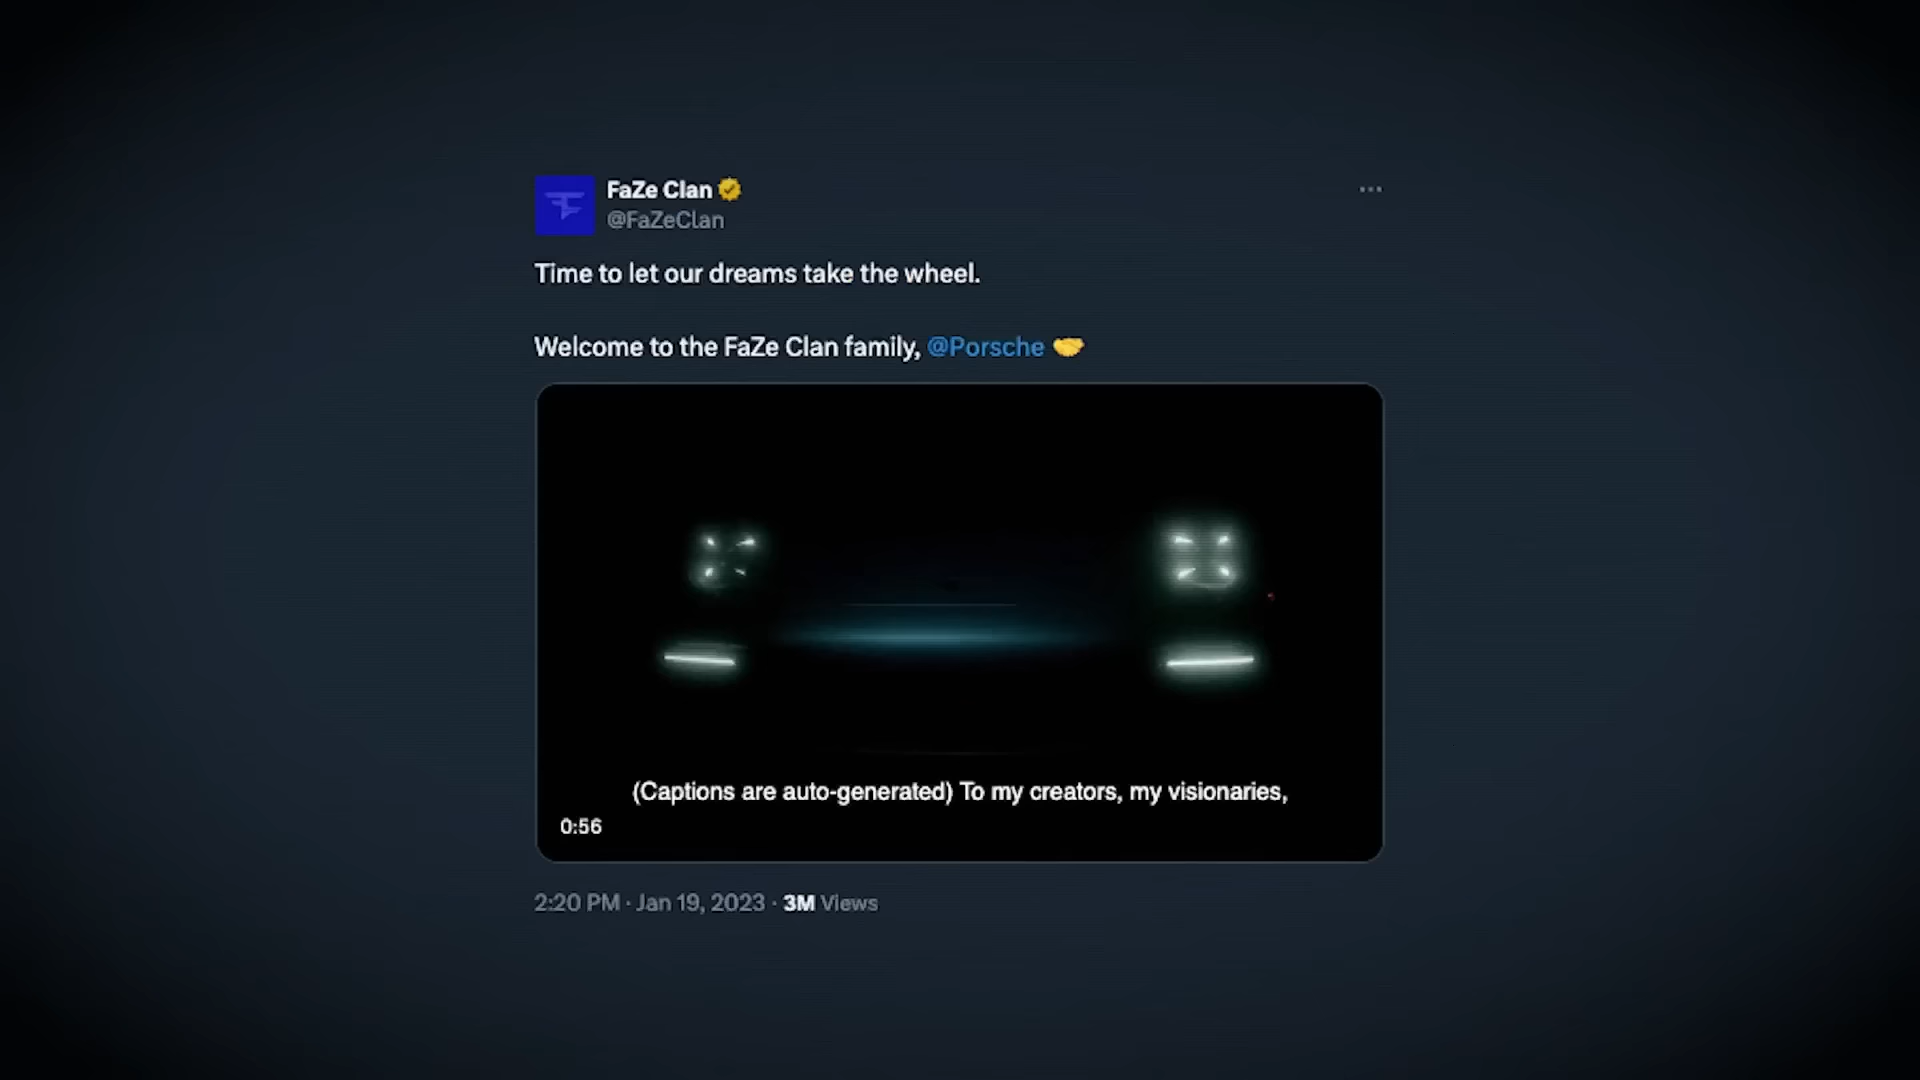 FaZe Clan
@FaZeClan
Time to let our dreams take the wheel.
Welcome to the FaZe Clan family, @Porsche 🤝
(Captions are auto-generated) To my creators, my visionaries,
0:56
2:20 PM · Jan 19, 2023 · 3M Views